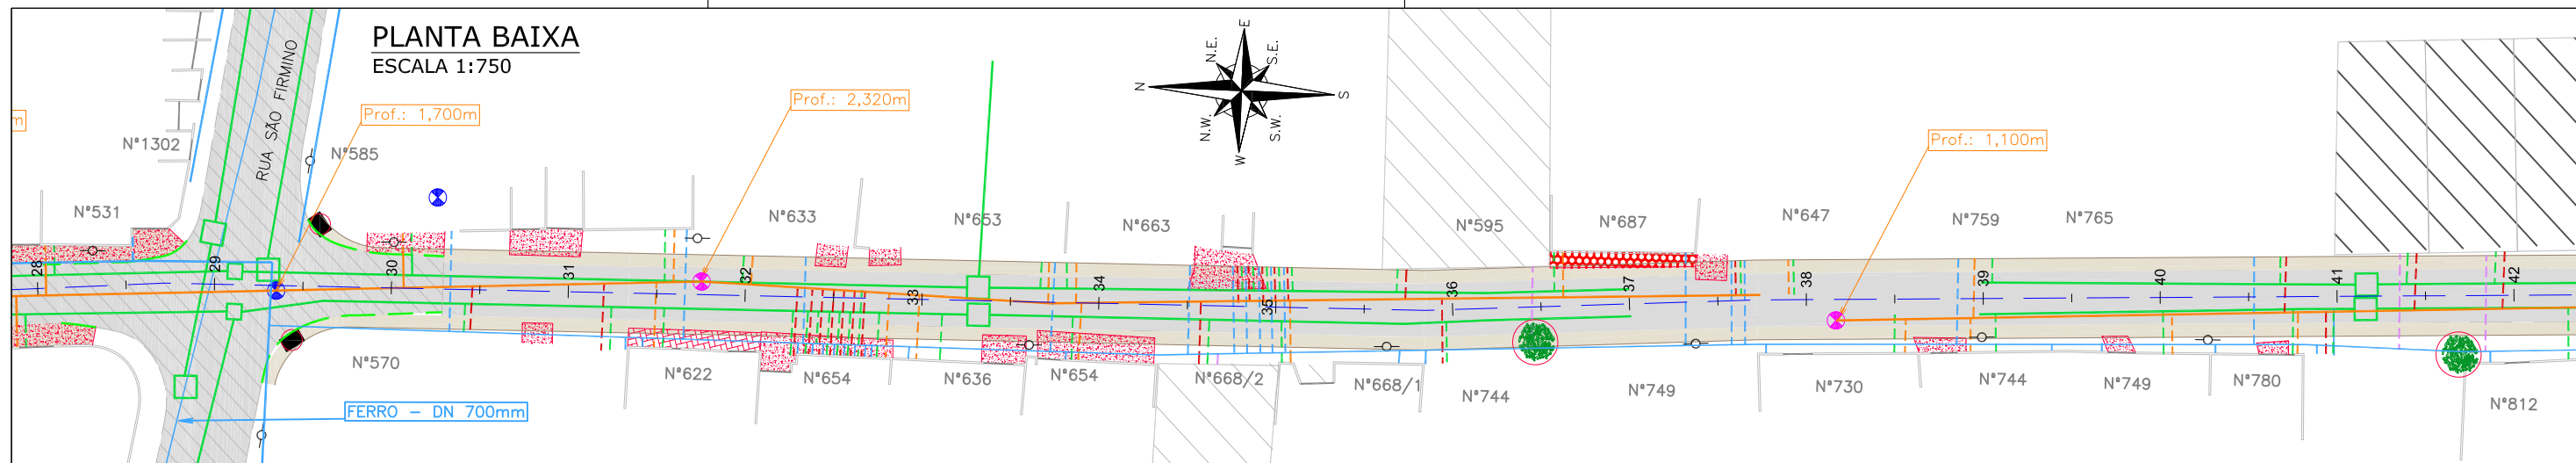 PLANTA BAIXA
ESCALA 1:750
RUA SÃO FIRMINO
m
Prof.: 1,700m
Prof.: 2,320m
Prof.: 1,100m
N
N.E.
E
S.E.
S
S.W.
W
N.W.
N°1302
N°585
N°531
N°633
N°653
N°663
N°595
N°687
N°647
N°759
N°765
28
29
30
31
32
33
34
35
36
37
38
39
40
41
42
N°570
N°622
N°654
N°636
N°654
N°668/2
N°668/1
N°744
N°749
N°730
N°744
N°749
N°780
N°812
FERRO - DN 700mm